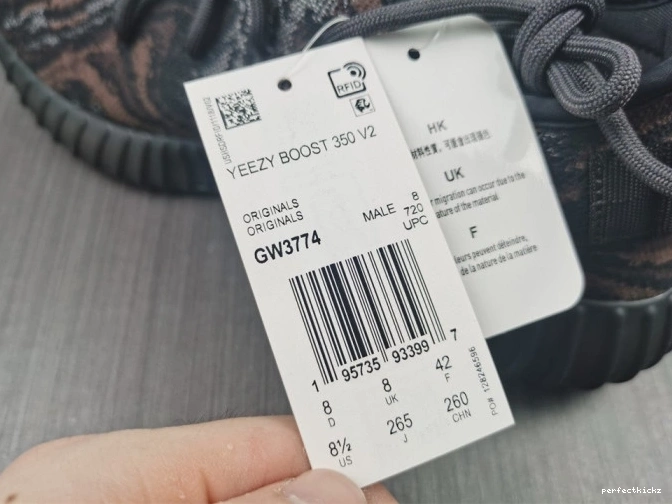 RFID
YEEZY BOOST 350 V2
ORIGINALS
ORIGINALS
GW3774
MALE
8
720
UPC
1 95735 93399 7
8
D
8
UK
42
F
8½
US
265
J
260
CHN
PO# 128246596
HK
UK
migration can occur due to the
ature of the material.
F
leurs peuvent déteindre,
de la nature de la matière.
perfectkickz